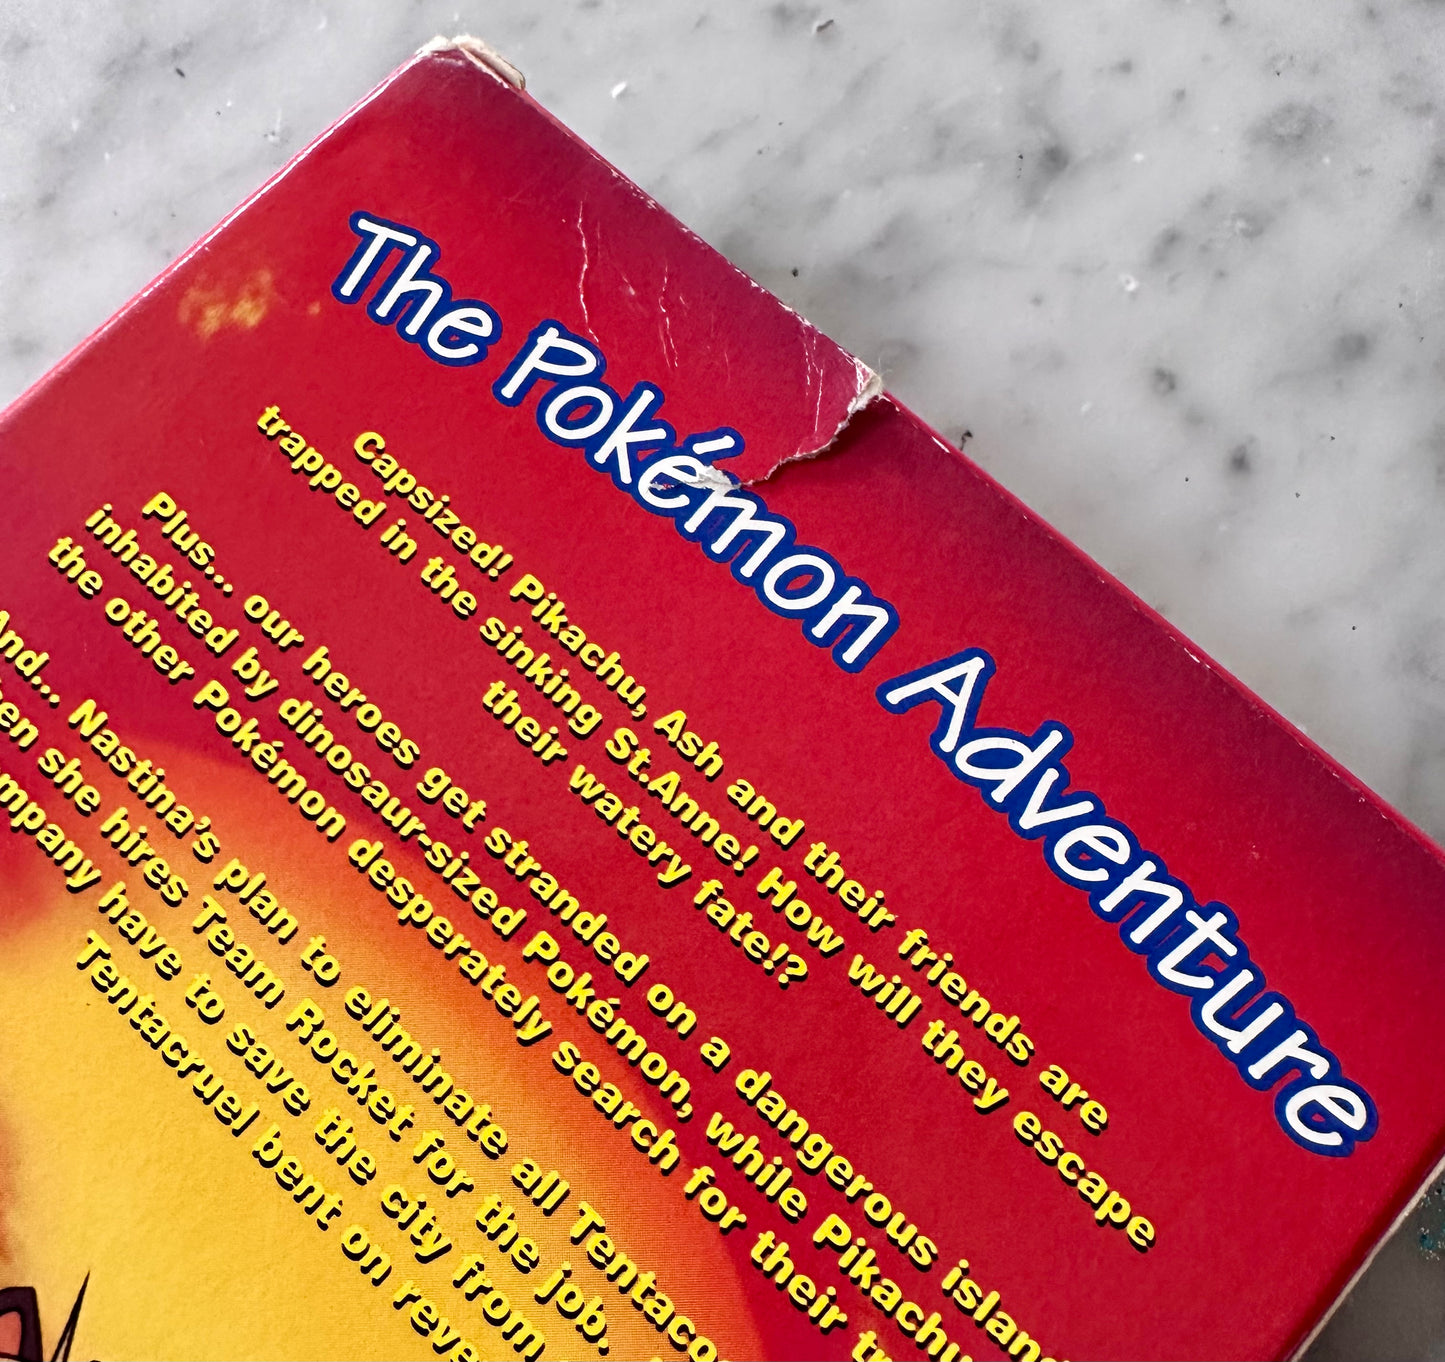 The Pokémon Adventure
Capsized! Pikachu, Ash and their friends are
trapped in the sinking St.Anne! How will they escape
their watery fate!?
Plus... our heroes get stranded on a dangerous
inhabited by dinosaur-sized Pokémon, while
the other Pokémon desperately search for their
And... Nastina's plan to eliminate all
she hires Team Rocket for the job.
have to save the city from
Tentacruel bent on